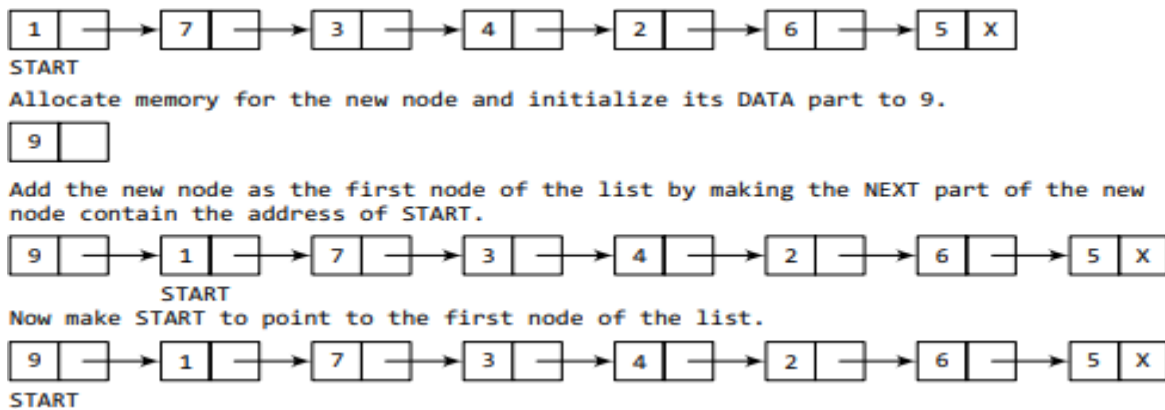 1 7 3 4 2 6 5 X
START
Allocate memory for the new node and initialize its DATA part to 9.
9
Add the new node as the first node of the list by making the NEXT part of the new
node contain the address of START.
9 1 7 3 4 2 6 5 X
START
Now make START to point to the first node of the list.
9 1 7 3 4 2 6 5 X
START